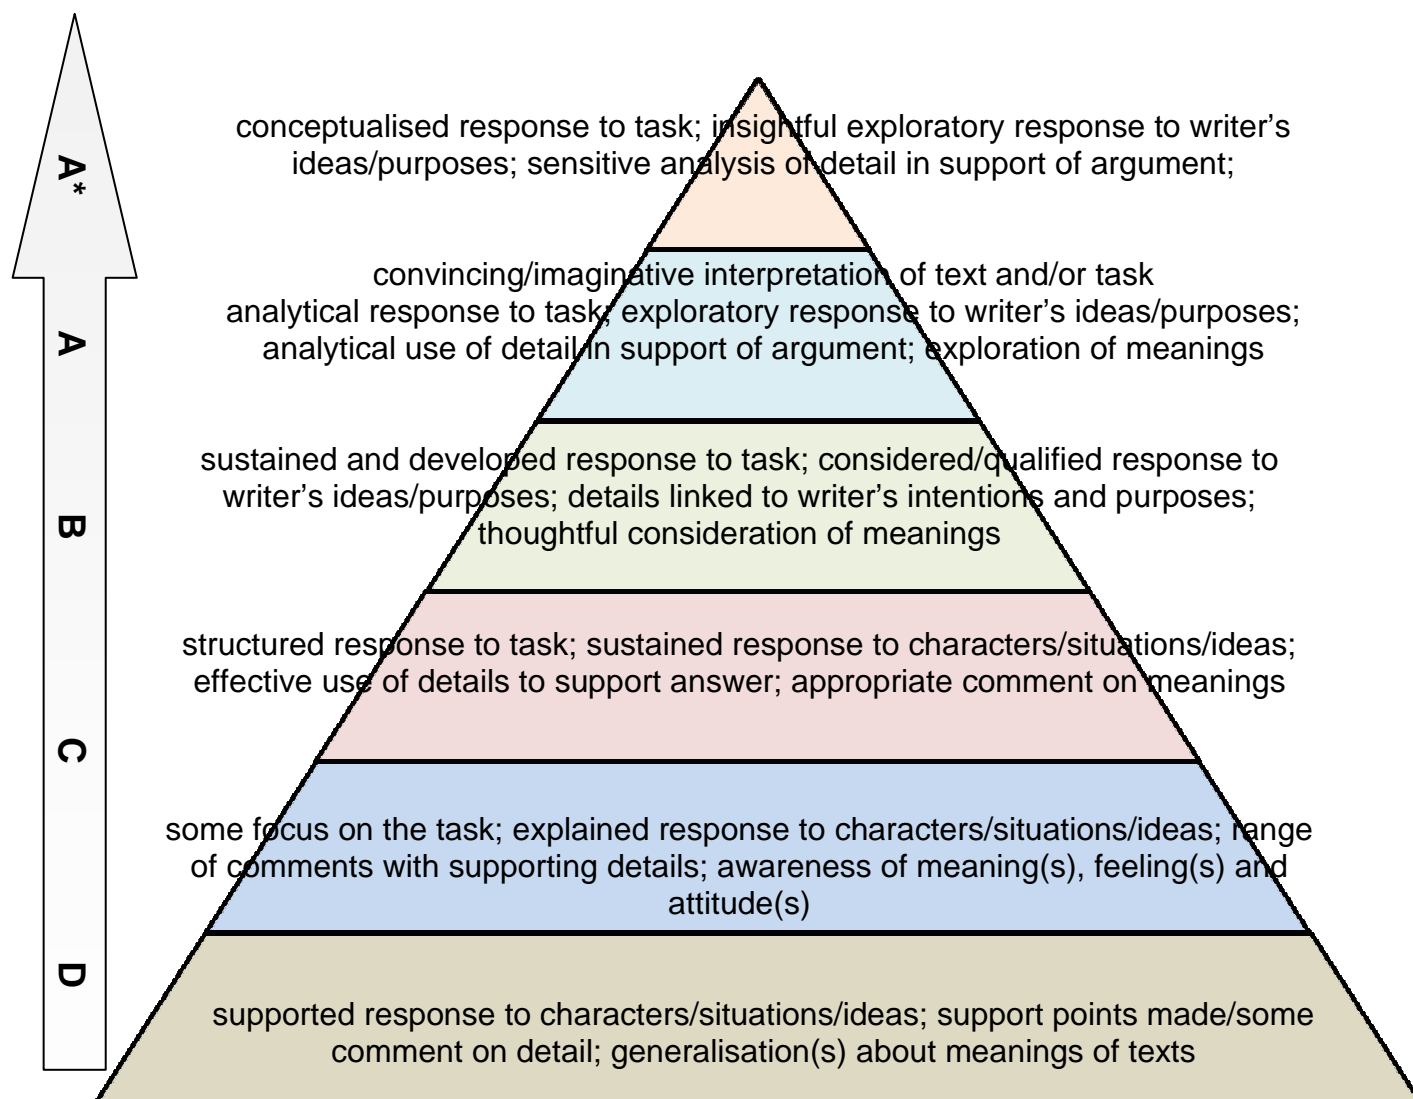 A*
conceptualised response to task; insightful exploratory response to writer’s
ideas/purposes; sensitive analysis of detail in support of argument;
convincing/imaginative interpretation of text and/or task
A
analytical response to task; exploratory response to writer’s ideas/purposes;
analytical use of detail in support of argument; exploration of meanings
B
sustained and developed response to task; considered/qualified response to
writer’s ideas/purposes; details linked to writer’s intentions and purposes;
thoughtful consideration of meanings
C
structured response to task; sustained response to characters/situations/ideas;
effective use of details to support answer; appropriate comment on meanings
some focus on the task; explained response to characters/situations/ideas; range
of comments with supporting details; awareness of meaning(s), feeling(s) and
attitude(s)
D
supported response to characters/situations/ideas; support points made/some
comment on detail; generalisation(s) about meanings of texts